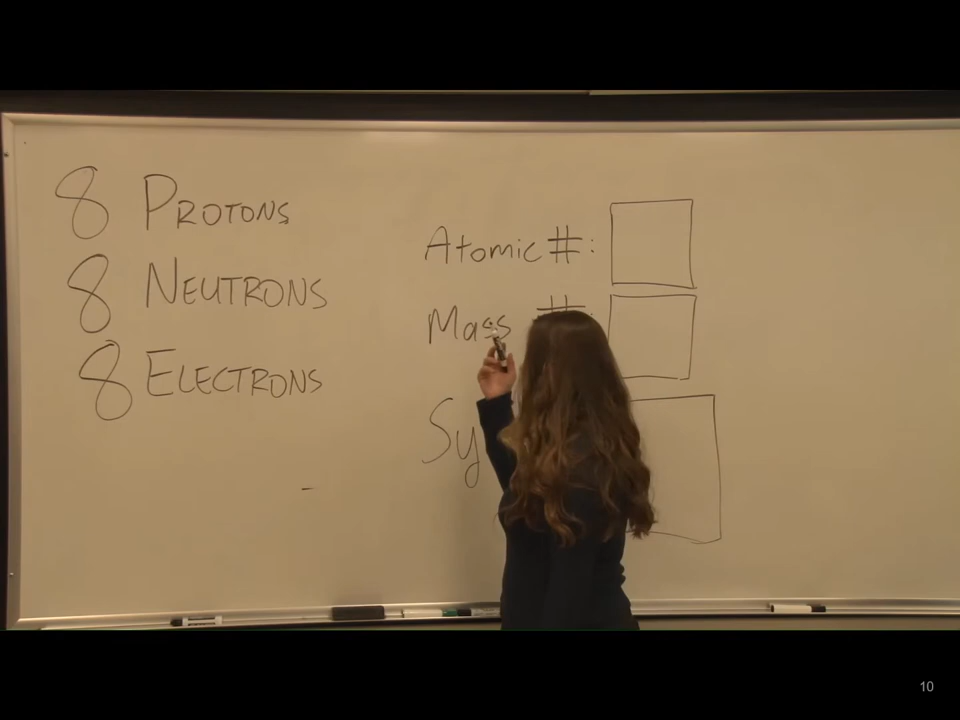 8 PROTONS
8 NEUTRONS
8 ELECTRONS
Atomic #:
Mass #:
Sy
10